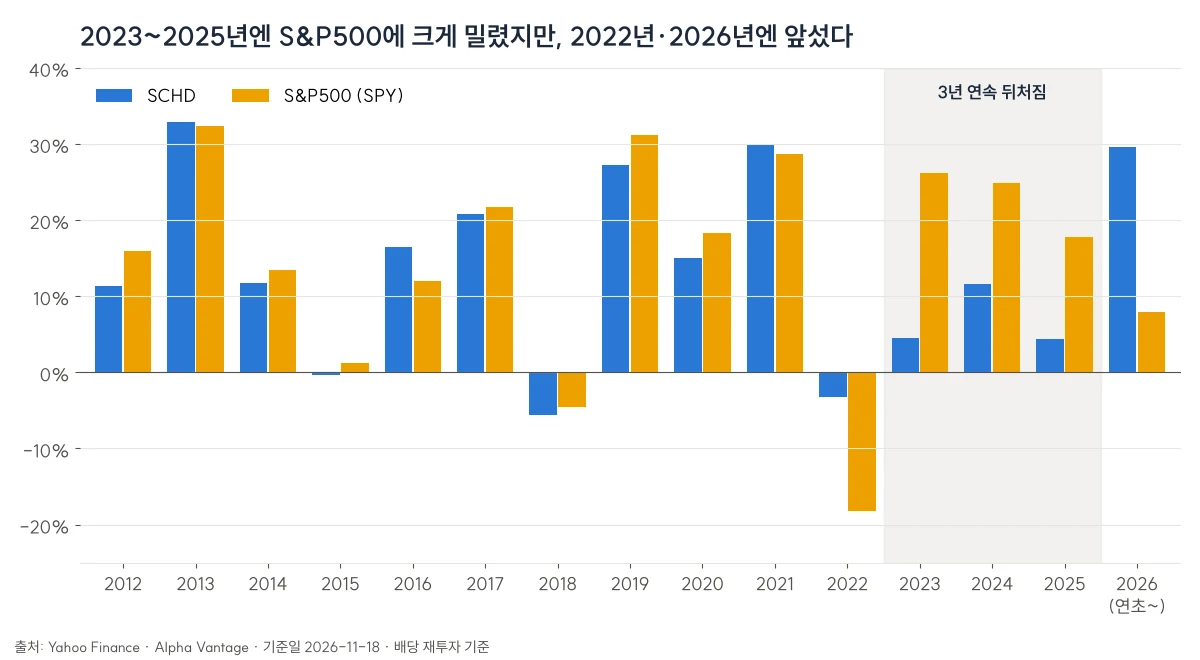 2023~2025년엔 S&P500에 크게 밀렸지만, 2022년·2026년엔 앞섰다
SCHD
S&P500 (SPY)
3년 연속 뒤처짐
40%
30%
20%
10%
0%
−10%
−20%
2012 2013 2014 2015 2016 2017 2018 2019 2020 2021 2022 2023 2024 2025 2026
(연초~)
출처: Yahoo Finance · Alpha Vantage · 기준일 2026-11-18 · 배당 재투자 기준